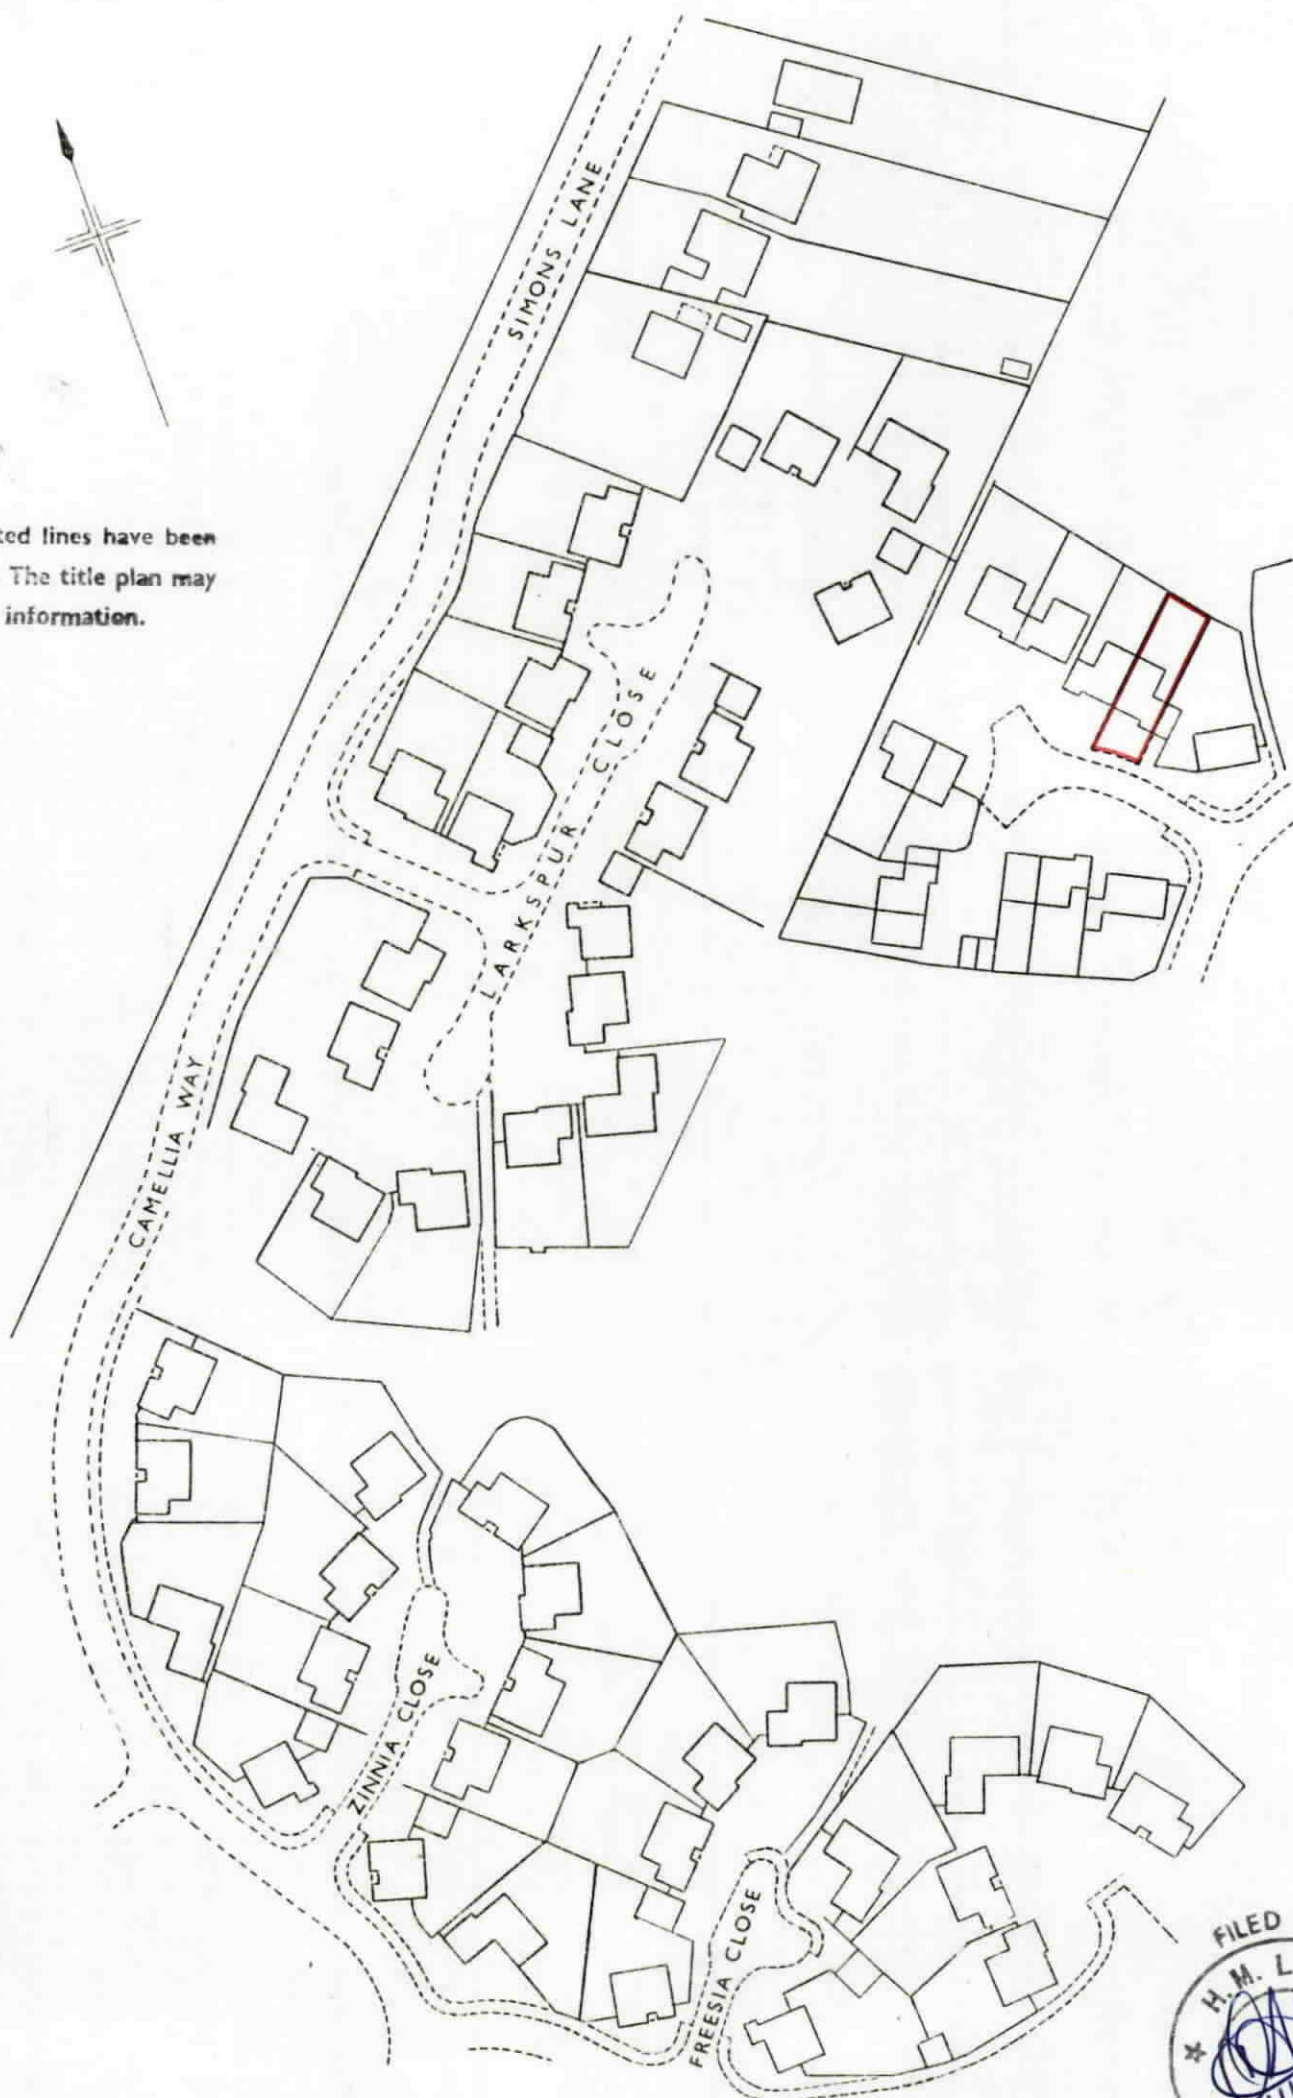 SIMONS LANE
ted lines have been
The title plan may
information.
LARKSPUR CLOSE
CAMELLIA WAY
ZINNIA CLOSE
FREESIA CLOSE
FILED
H. M. L